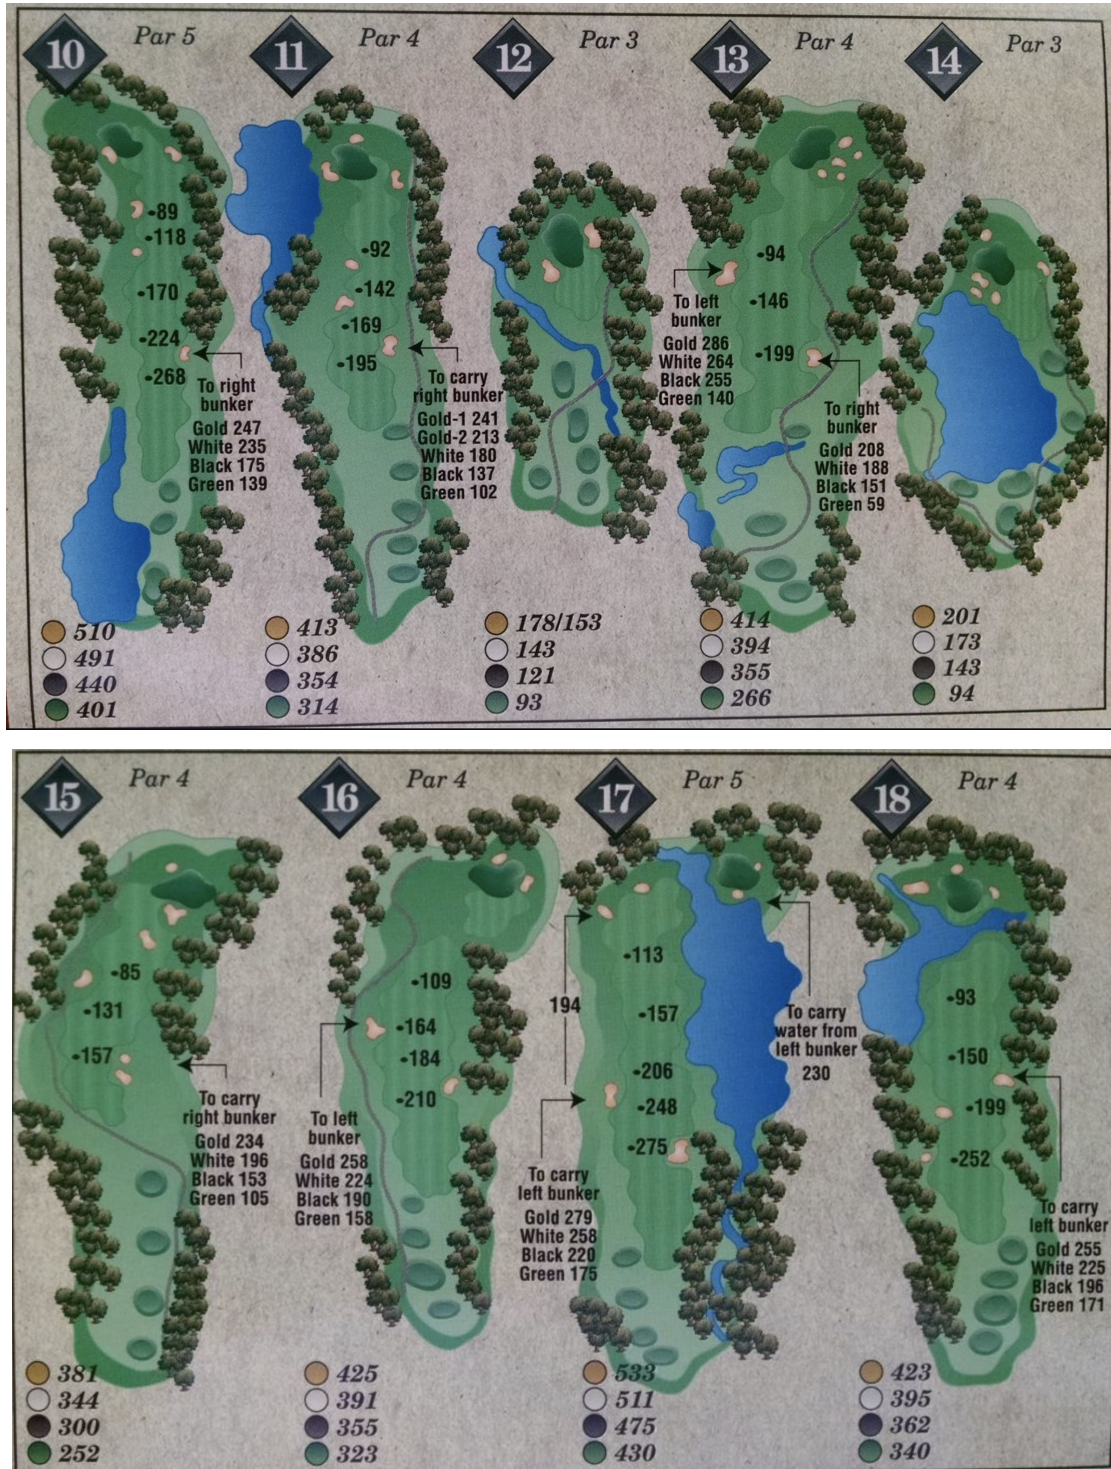 10 Par 5
-89
-118
-170
-224
-268
To right
bunker
Gold 247
White 235
Black 175
Green 139
510
491
440
401
11 Par 4
-92
-142
-169
-195
To carry
right bunker
Gold-1 241
Gold-2 213
White 180
Black 137
Green 102
413
386
354
314
12 Par 3
178/153
143
121
93
13 Par 4
-94
-146
-199
To left
bunker
Gold 286
White 264
Black 255
Green 140
To right
bunker
Gold 208
White 188
Black 151
Green 59
414
394
355
266
14 Par 3
201
173
143
94
15 Par 4
-85
-131
-157
To carry
right bunker
Gold 234
White 196
Black 153
Green 105
381
344
300
252
16 Par 4
-109
-164
-184
-210
To left
bunker
Gold 258
White 224
Black 190
Green 158
425
391
355
323
17 Par 5
-113
194
-157
-206
-248
-275
To carry
water from
left bunker
230
To carry
left bunker
Gold 279
White 258
Black 220
Green 175
533
511
475
430
18 Par 4
-93
-150
-199
-252
To carry
left bunker
Gold 255
White 225
Black 196
Green 171
423
395
362
340